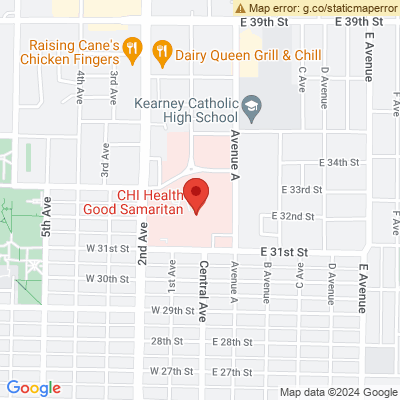 Map error: g.co/staticmaperror
E 39th St
E 39th St
Raising Cane's
Chicken Fingers
Dairy Queen Grill & Chill
E Avenue
4th Ave
3rd Ave
C Ave
D Avenue
F Ave
Kearney Catholic
High School
Avenue A
E 34th St
3rd Ave
E 33rd St
CHI Health
Good Samaritan
E 32nd St
5th Ave
2nd Ave
W 31st St
E 31st St
W 30th St
1st Ave
Central Ave
Avenue A
B Avenue
C Ave
D Avenue
E Avenue
W 29th St
28th St
E 28th St
27th St
E 27th St
Google
Map data ©2024 Google